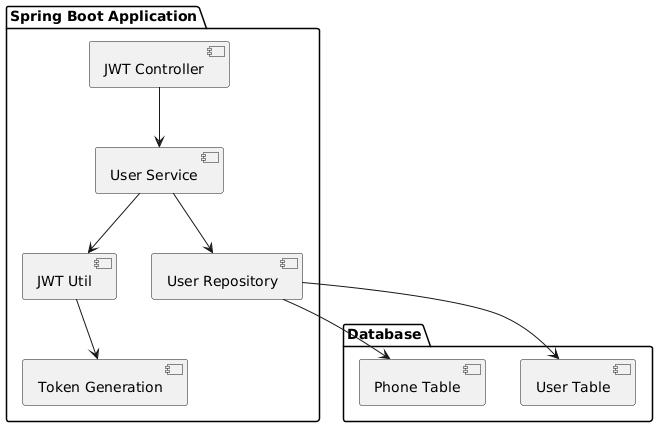 Spring Boot Application
JWT Controller
User Service
JWT Util
User Repository
Database
Token Generation
Phone Table
User Table